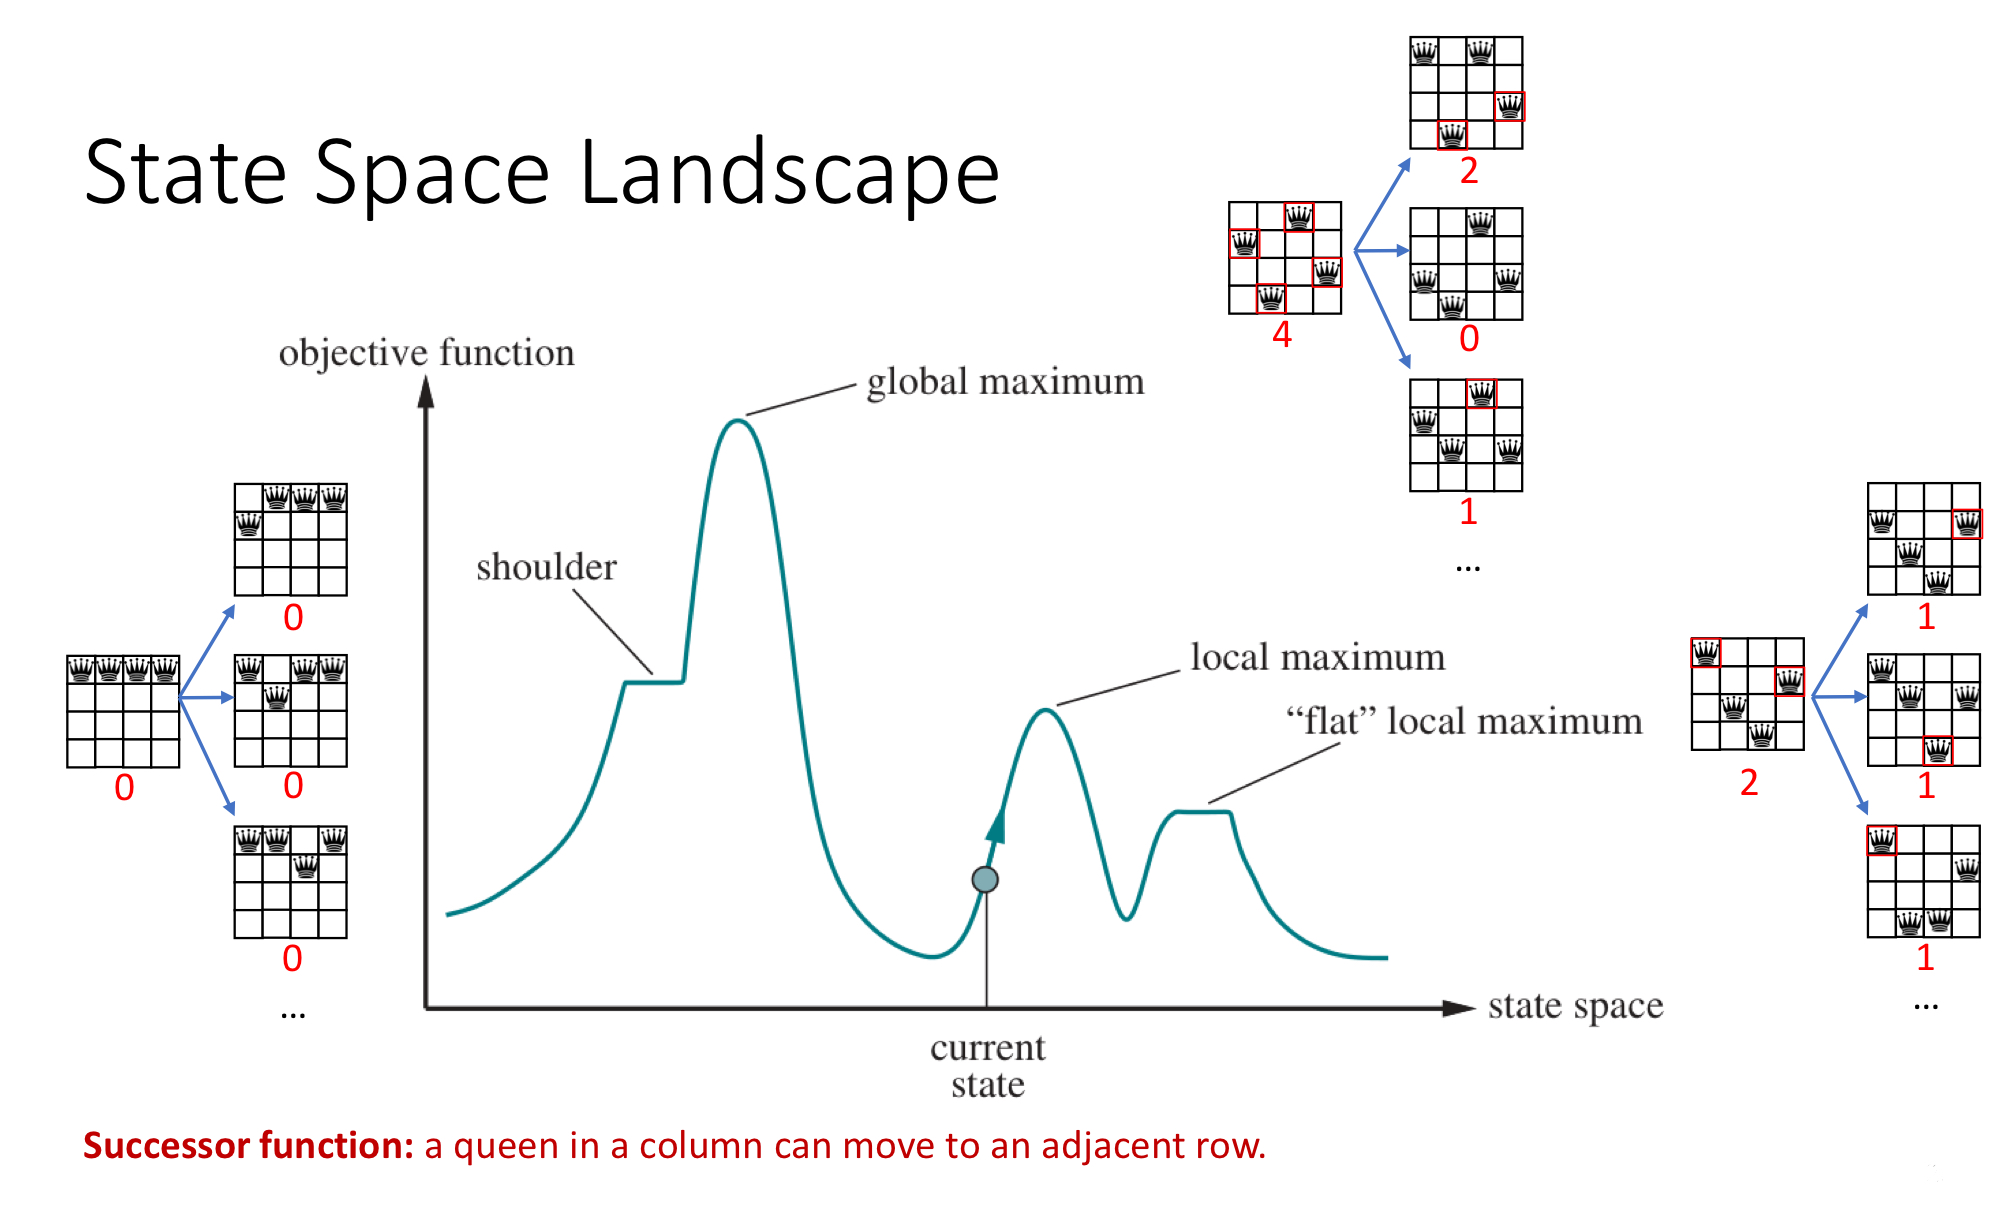 State Space Landscape
2
4
0
1
...
objective function
global maximum
shoulder
local maximum
“flat” local maximum
0
0
0
0
...
1
2
1
1
...
state space
current
state
Successor function: a queen in a column can move to an adjacent row.